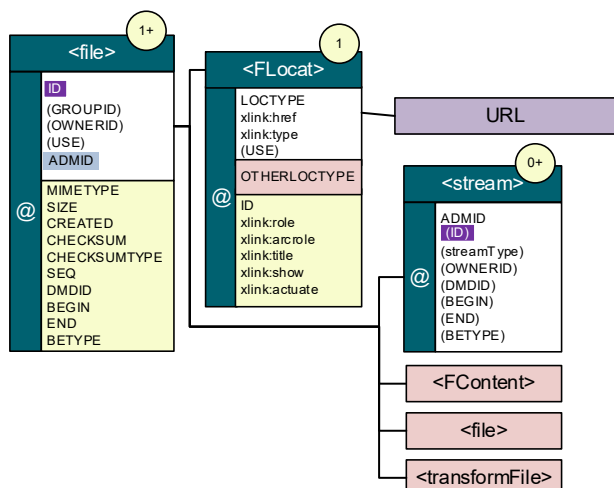 1+
<file>
@
ID
(GROUPID)
(OWNERID)
(USE)
ADMID
MIMETYPE
SIZE
CREATED
CHECKSUM
CHECKSUMTYPE
SEQ
DMDID
BEGIN
END
BETYPE
1
<FLocat>
@
LOCTYPE
xlink:href
xlink:type
(USE)
OTHERLOCTYPE
ID
xlink:role
xlink:arcrole
xlink:title
xlink:show
xlink:actuate
URL
0+
<stream>
@
ADMID
(ID)
(streamType)
(OWNERID)
(DMDID)
(BEGIN)
(END)
(BETYPE)
<FContent>
<file>
<transformFile>